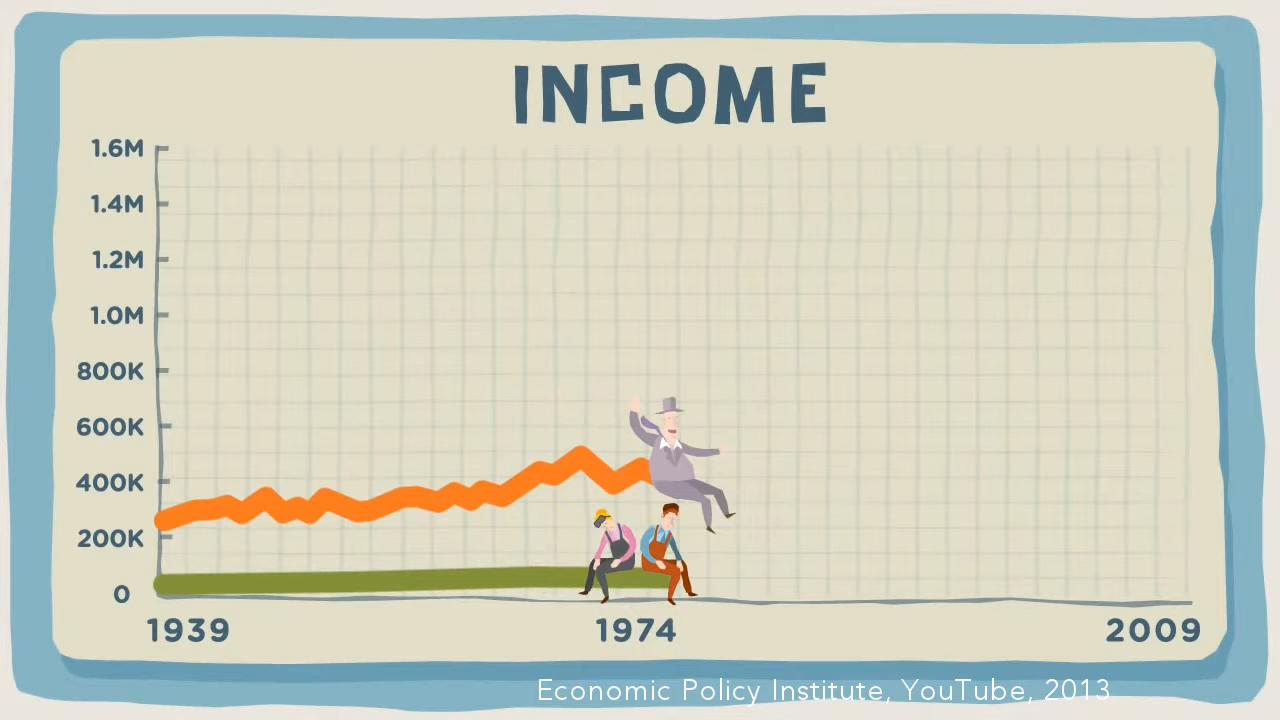 INCOME
1.6M
1.4M
1.2M
1.0M
800K
600K
400K
200K
0
1939 1974 2009
Economic Policy Institute, YouTube, 2013